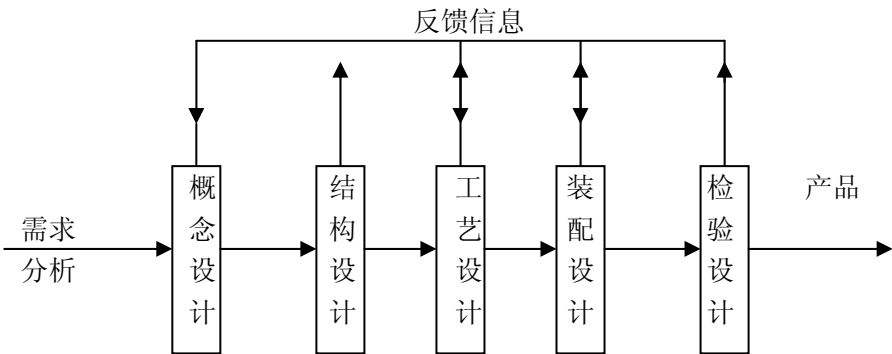 反馈信息
需求
分析
概念设计
结构设计
工艺设计
装配设计
检验设计
产品